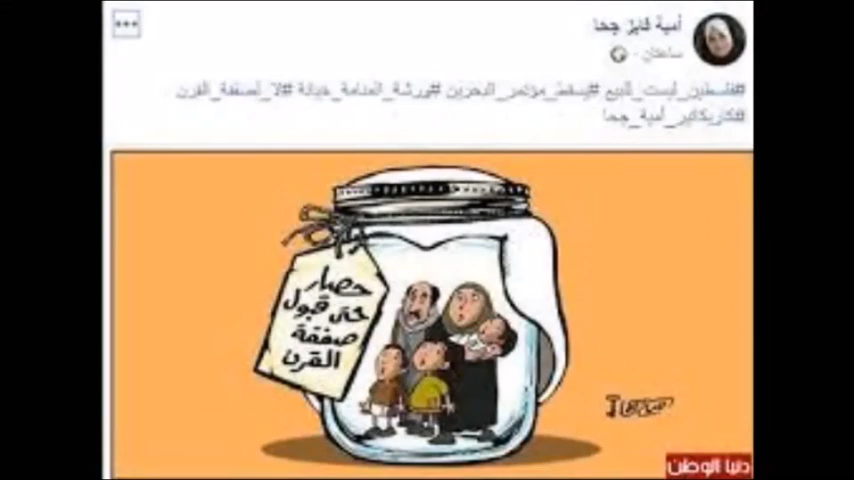 أمية فايز جحا
ساعتان
#فلسطين_ليست_للبيع #يسقط_مؤتمر_البحرين #ورشة_المنامة_خيانة #لا_لصفقة_القرن
#كاريكاتير_أمية_جحا
حصار
حتى قبول
صفقة
القرن
دنيا الوطن